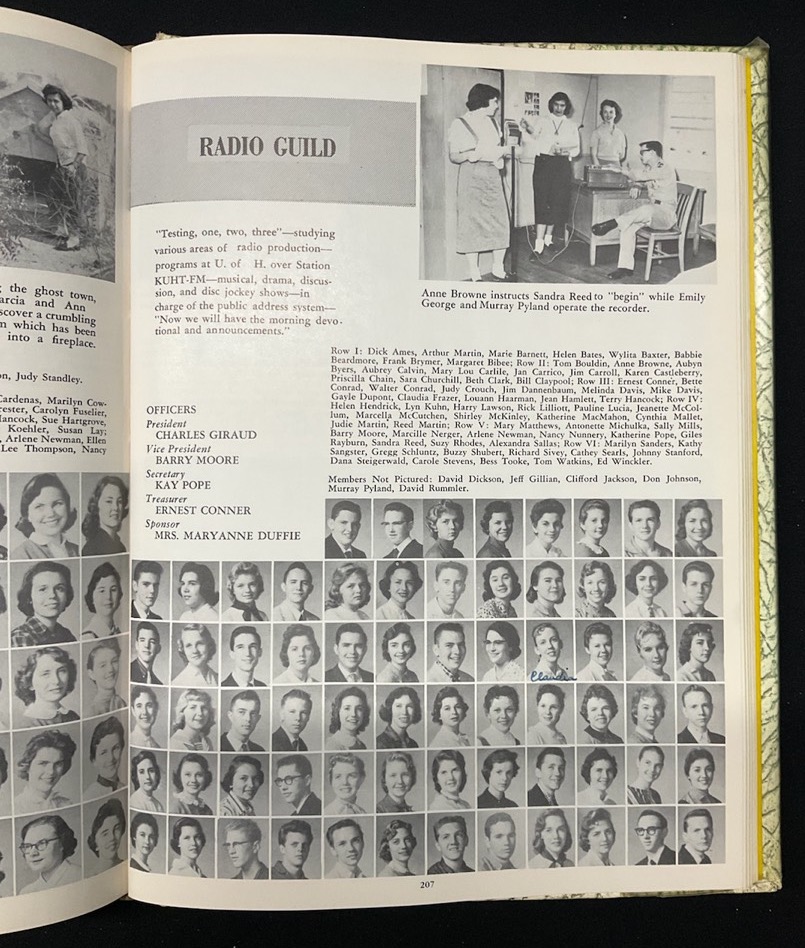 g the ghost town,
arcia and Ann
scover a crumbling
n which has been
into a fireplace.
on, Judy Standley.
Cardenas, Marilyn Cow-
rester, Carolyn Fuselier,
Hancock, Sue Hartgrove,
Koehler, Susan Lay;
, Arlene Newman, Ellen
Lee Thompson, Nancy
RADIO GUILD
"Testing, one, two, three"—studying
various areas of radio production—
programs at U. of H. over Station
KUHT-FM—musical, drama, discus-
sion, and disc jockey shows—in
charge of the public address system—
"Now we will have the morning devo-
tional and announcements."
Anne Browne instructs Sandra Reed to "begin" while Emily
George and Murray Pyland operate the recorder.
Row I: Dick Ames, Arthur Martin, Marie Barnett, Helen Bates, Wylita Baxter, Babbie
Beardmore, Frank Brymer, Margaret Bibee; Row II: Tom Bouldin, Anne Browne, Aubyn
Byers, Aubrey Calvin, Mary Lou Carlile, Jan Carrico, Jim Carroll, Karen Castleberry,
Priscilla Chain, Sara Churchill, Beth Clark, Bill Claypool; Row III: Ernest Conner, Bette
Conrad, Walter Conrad, Judy Crouch, Jim Dannenbaum, Melinda Davis, Mike Davis,
Gayle Dupont, Claudia Frazer, Louann Haarman, Jean Hamlett, Terry Hancock; Row IV:
Helen Hendrick, Lyn Kuhn, Harry Lawson, Rick Lilliott, Pauline Lucia, Jeanette McCol-
lum, Marcella McCutchen, Shirley McKinley, Katherine MacMahon, Cynthia Mallet,
Judie Martin, Reed Martin; Row V: Mary Matthews, Antonette Michulka, Sally Mills,
Barry Moore, Marcille Nerger, Arlene Newman, Nancy Nunnery, Katherine Pope, Giles
Rayburn, Sandra Reed, Suzy Rhodes, Alexandra Sallas; Row VI: Marilyn Sanders, Kathy
Sangster, Gregg Schluntz, Buzzy Shubert, Richard Sivey, Cathey Searls, Johnny Stanford,
Dana Steigerwald, Carole Stevens, Bess Tooke, Tom Watkins, Ed Winckler.
Members Not Pictured: David Dickson, Jeff Gillian, Clifford Jackson, Don Johnson,
Murray Pyland, David Rummler.
OFFICERS
President
CHARLES GIRAUD
Vice President
BARRY MOORE
Secretary
KAY POPE
Treasurer
ERNEST CONNER
Sponsor
MRS. MARYANNE DUFFIE
Claudia
207